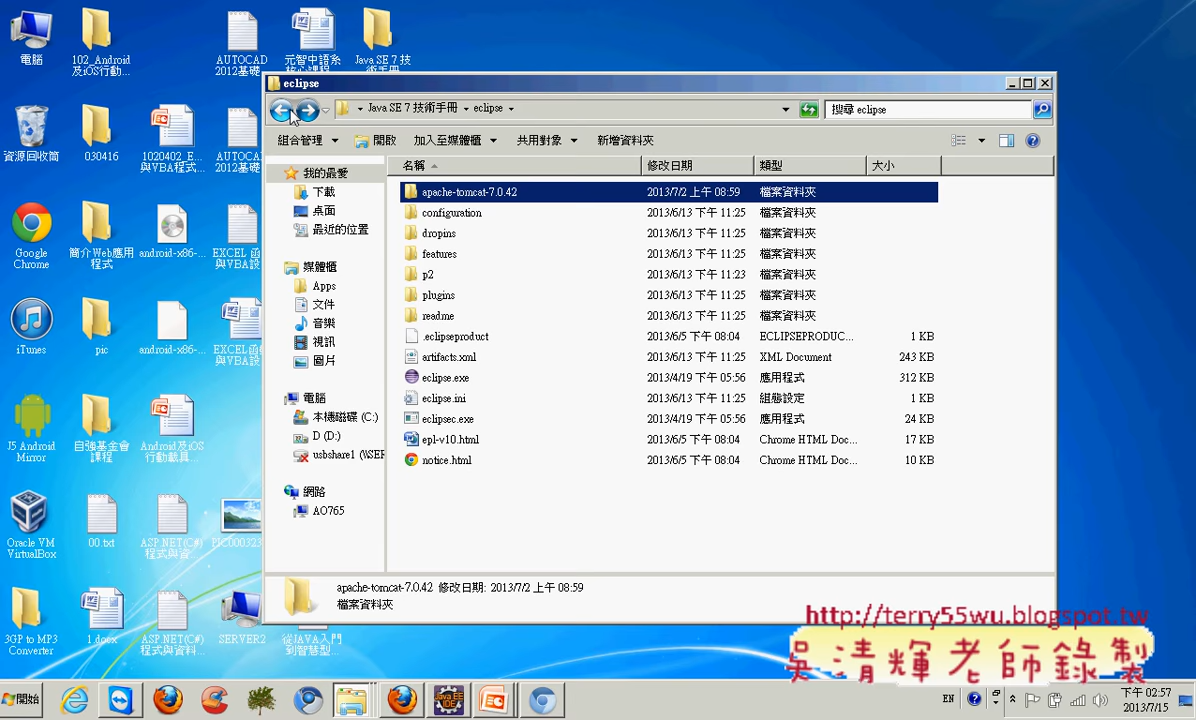 電腦
102_Android
及iOS行動...
AUTOCAD
2012基礎
元智中語系
核心課程...
Java SE 7 技
術手冊
資源回收筒
030416
1020402_E...
與VBA程式...
AUTOCA
2012基礎
Google
Chrome
簡介Web應用
程式
android-x86-...
EXCEL 函
與VBA設
iTunes
pic
android-x86-...
EXCEL函
與VBA設
J5 Android
Mirror
自強基金會
課程
Android及iOS
行動載具...
Oracle VM
VirtualBox
00.txt
ASP.NET(C#)
程式與資...
PIC000323
3GP to MP3
Converter
1.docx
ASP.NET(C#)
程式與資料...
SERVER2
從JAVA入門
到智慧型...
eclipse
Java SE 7 技術手冊
eclipse
搜尋 eclipse
組合管理
開啟
加入至媒體櫃
共用對象
新增資料夾
我的最愛
下載
桌面
最近的位置
媒體櫃
Apps
文件
音樂
視訊
圖片
電腦
本機磁碟 (C:)
D (D:)
usbshare1 (\\SER
網路
AO765
名稱 修改日期 類型 大小
apache-tomcat-7.0.42 2013/7/2 上午 08:59 檔案資料夾
configuration 2013/6/13 下午 11:25 檔案資料夾
dropins 2013/6/13 下午 11:25 檔案資料夾
features 2013/6/13 下午 11:25 檔案資料夾
p2 2013/6/13 下午 11:23 檔案資料夾
plugins 2013/6/13 下午 11:25 檔案資料夾
readme 2013/6/13 下午 11:25 檔案資料夾
.eclipseproduct 2013/6/5 下午 08:04 ECLIPSEPRODUC... 1 KB
artifacts.xml 2013/6/13 下午 11:25 XML Document 243 KB
eclipse.exe 2013/4/19 下午 05:56 應用程式 312 KB
eclipse.ini 2013/6/13 下午 11:25 組態設定 1 KB
eclipsec.exe 2013/4/19 下午 05:56 應用程式 24 KB
epl-v10.html 2013/6/5 下午 08:04 Chrome HTML Doc... 17 KB
notice.html 2013/6/5 下午 08:04 Chrome HTML Doc... 10 KB
apache-tomcat-7.0.42 修改日期: 2013/7/2 上午 08:59
檔案資料夾
http://terry55wu.blogspot.tw
吳清輝老師錄製
開始
Java EE
IDE
EN
下午 02:57
2013/7/15